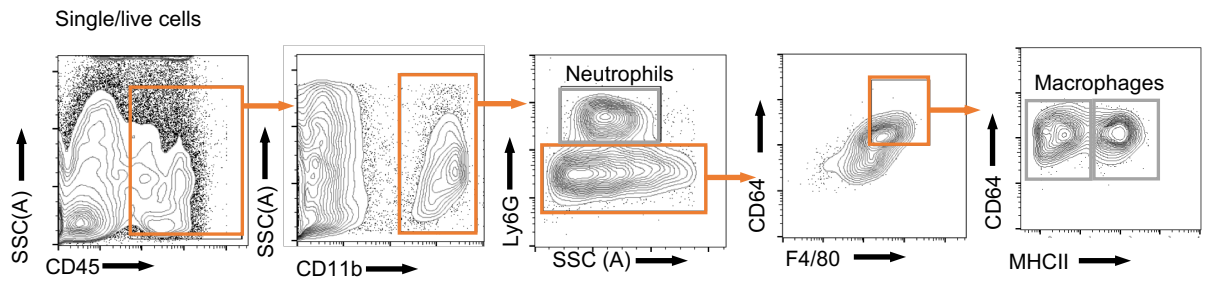 Single/live cells
SSC(A)
CD45
SSC(A)
CD11b
Neutrophils
Ly6G
SSC (A)
CD64
F4/80
Macrophages
CD64
MHCII